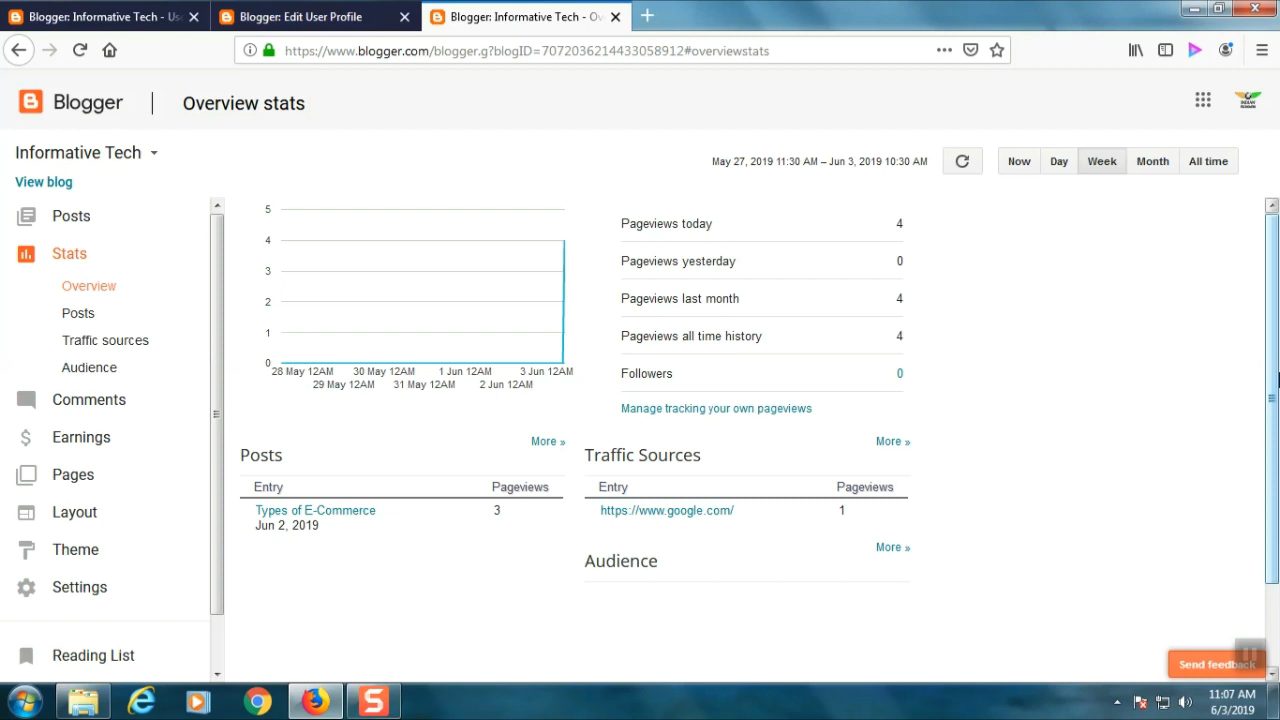 Blogger: Informative Tech - Us
Blogger: Edit User Profile
Blogger: Informative Tech - Ov
https://www.blogger.com/blogger.g?blogID=7072036214433058912#overviewstats
Blogger
Overview stats
Informative Tech
May 27, 2019 11:30 AM – Jun 3, 2019 10:30 AM
Now
Day
Week
Month
All time
View blog
Posts
Stats
Overview
Posts
Traffic sources
Audience
Comments
Earnings
Pages
Layout
Theme
Settings
Reading List
5
4
3
2
1
0
28 May 12AM
30 May 12AM
1 Jun 12AM
3 Jun 12AM
29 May 12AM
31 May 12AM
2 Jun 12AM
Pageviews today 4
Pageviews yesterday 0
Pageviews last month 4
Pageviews all time history 4
Followers 0
Manage tracking your own pageviews
More »
Posts
Entry Pageviews
Types of E-Commerce 3
Jun 2, 2019
More »
Traffic Sources
Entry Pageviews
https://www.google.com/ 1
More »
Audience
Send feedback
11:07 AM
6/3/2019